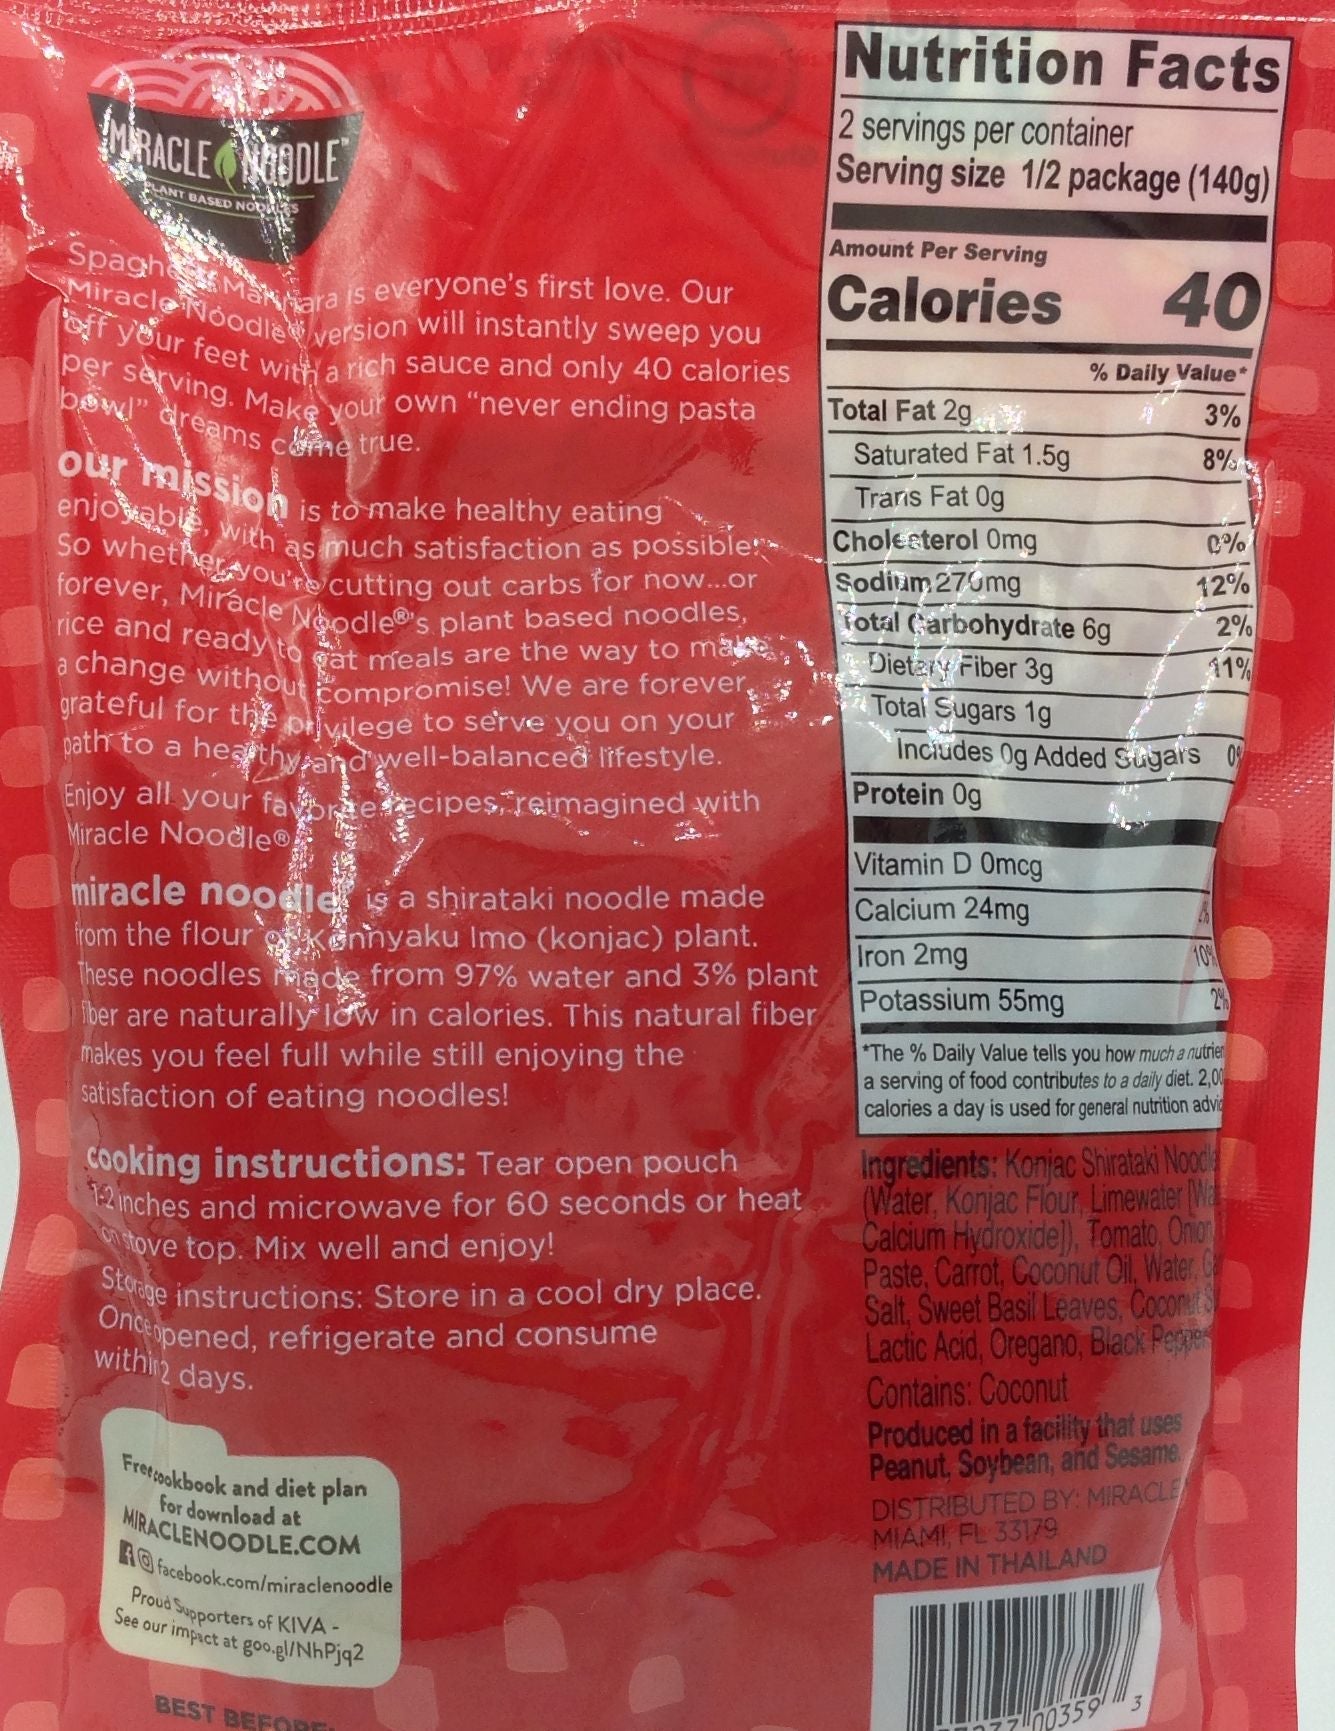 MIRACLE NOODLE™
PLANT BASED NOODLES
Spaghetti Marinara is everyone's first love. Our
Miracle Noodle® version will instantly sweep you
off your feet with a rich sauce and only 40 calories
per serving. Make your own "never ending pasta
bowl" dreams come true.
our mission is to make healthy eating
enjoyable, with as much satisfaction as possible.
So whether you're cutting out carbs for now...or
forever, Miracle Noodle®'s plant based noodles,
rice and ready to eat meals are the way to make
a change without compromise! We are forever
grateful for the privilege to serve you on your
path to a healthy and well-balanced lifestyle.
Enjoy all your favorite recipes, reimagined with
Miracle Noodle®
miracle noodle® is a shirataki noodle made
from the flour of Konnyaku Imo (konjac) plant.
These noodles made from 97% water and 3% plant
fiber are naturally low in calories. This natural fiber
makes you feel full while still enjoying the
satisfaction of eating noodles!
cooking instructions: Tear open pouch
1-2 inches and microwave for 60 seconds or heat
on stove top. Mix well and enjoy!
Storage instructions: Store in a cool dry place.
Once opened, refrigerate and consume
within 2 days.
Free cookbook and diet plan
for download at
MIRACLENOODLE.COM
facebook.com/miraclenoodle
Proud Supporters of KIVA -
See our impact at goo.gl/NhPjq2
BEST BEFORE:
Nutrition Facts
2 servings per container
Serving size 1/2 package (140g)
Amount Per Serving
Calories 40
% Daily Value*
Total Fat 2g 3%
Saturated Fat 1.5g 8%
Trans Fat 0g
Cholesterol 0mg 0%
Sodium 270mg 12%
Total Carbohydrate 6g 2%
Dietary Fiber 3g 11%
Total Sugars 1g
Includes 0g Added Sugars 0%
Protein 0g
Vitamin D 0mcg
Calcium 24mg 2%
Iron 2mg 10%
Potassium 55mg 2%
*The % Daily Value tells you how much a nutrien
a serving of food contributes to a daily diet. 2,00
calories a day is used for general nutrition advic
Ingredients: Konjac Shirataki Noodle
(Water, Konjac Flour, Limewater [Wa
Calcium Hydroxide]), Tomato, Onion,
Paste, Carrot, Coconut Oil, Water, Ga
Salt, Sweet Basil Leaves, Coconut S
Lactic Acid, Oregano, Black Pepper
Contains: Coconut
Produced in a facility that uses
Peanut, Soybean, and Sesame.
DISTRIBUTED BY: MIRACLE
MIAMI, FL 33179
MADE IN THAILAND
00359 3